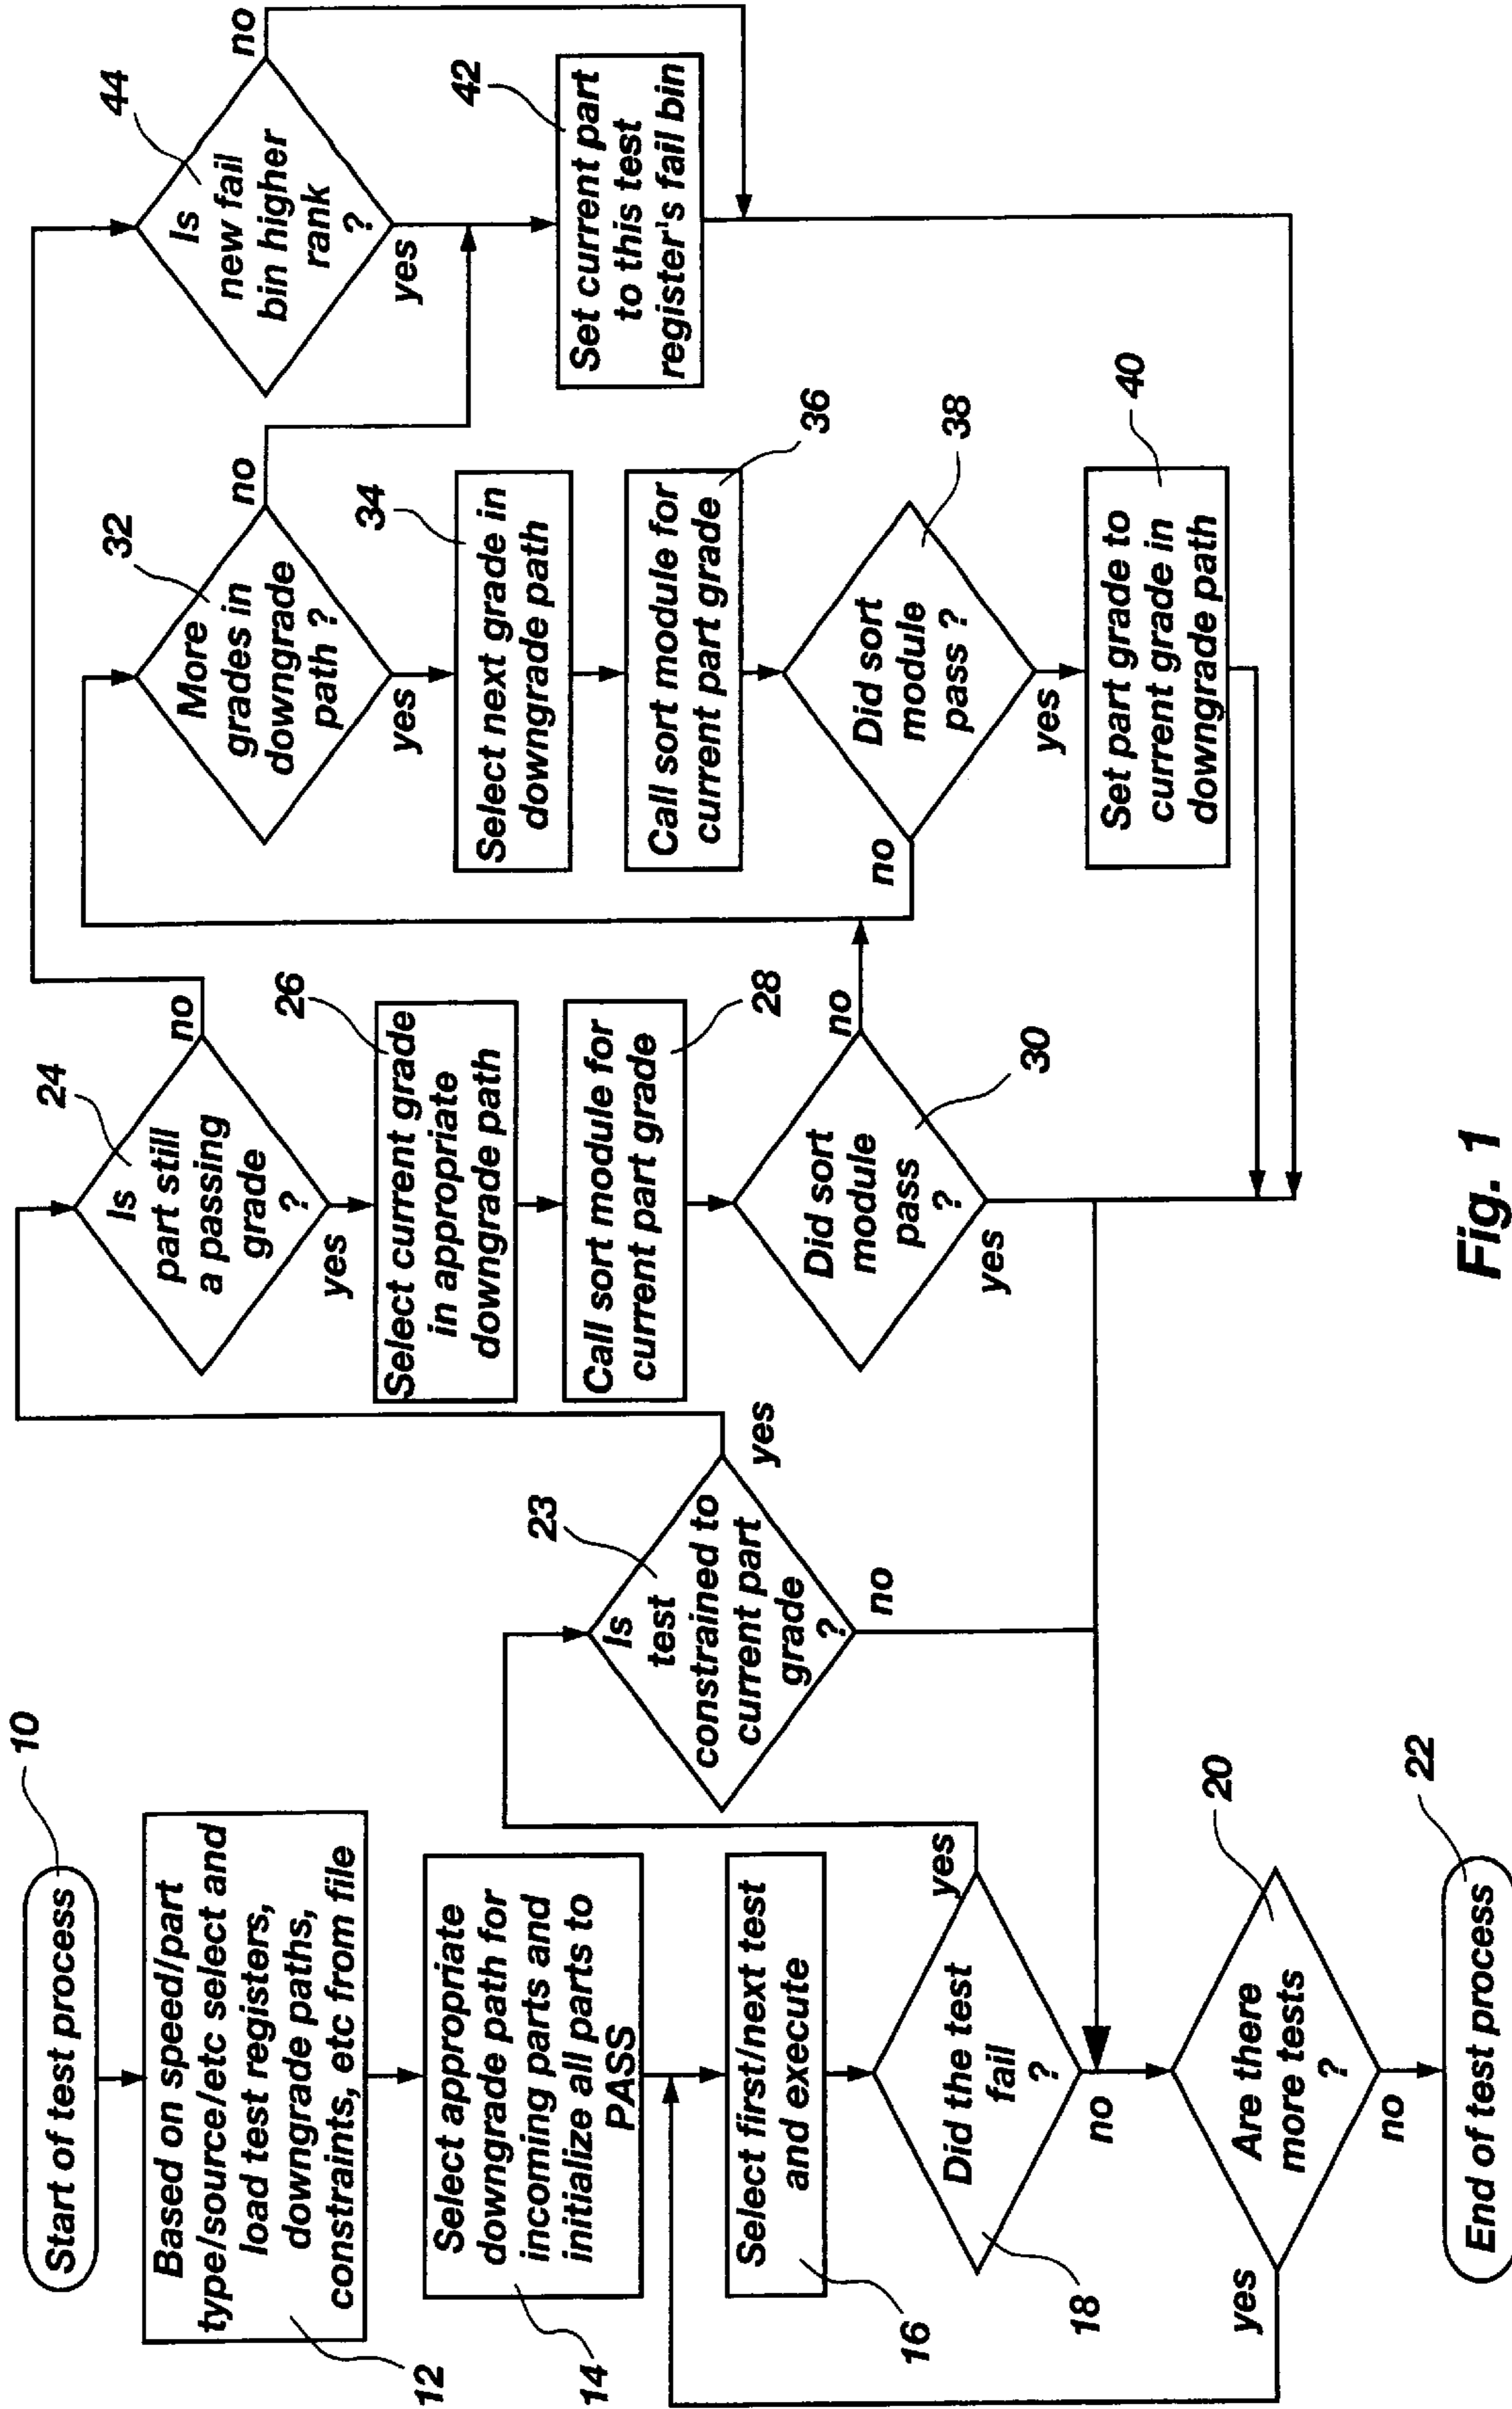 10
Start of test process
Based on speed/part
type/source/etc select and
load test registers,
downgrade paths,
constraints, etc from file
12
Select appropriate
downgrade path for
incoming parts and
initialize all parts to
PASS
14
Select first/next test
and execute
16
Did the test
fail
?
18
yes
no
Are there
more tests
?
20
yes
no
End of test process
22
23
Is
test
constrained to
current part
grade
?
yes
no
24
Is
part still
a passing
grade
?
no
yes
26
Select current grade
in appropriate
downgrade path
Call sort module for
current part grade
28
Did sort
module
pass
?
30
no
yes
32
More
grades in
downgrade
path ?
no
yes
34
Select next grade in
downgrade path
Call sort module for
current part grade
36
Did sort
module
pass ?
38
no
yes
Set part grade to
current grade in
downgrade path
40
44
Is
new fail
bin higher
rank
?
no
yes
42
Set current part
to this test
register's fail bin
Fig. 1